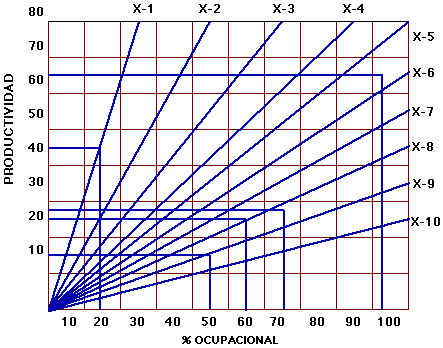 80 X-1 X-2 X-3 X-4
X-5
70
X-6
60
X-7
50
X-8
40
X-9
30
X-10
20
10
PRODUCTIVIDAD
10 20 30 40 50 60 70 80 90 100
% OCUPACIONAL